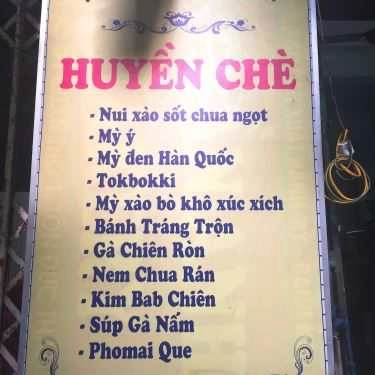 HUYỀN CHÈ
- Nui xào sốt chua ngọt
- Mỳ ý
- Mỳ đen Hàn Quốc
- Tokbokki
- Mỳ xào bò khô xúc xích
- Bánh Tráng Trộn
- Gà Chiên Ròn
- Nem Chua Rán
- Kim Bab Chiên
- Súp Gà Nấm
- Phomai Que